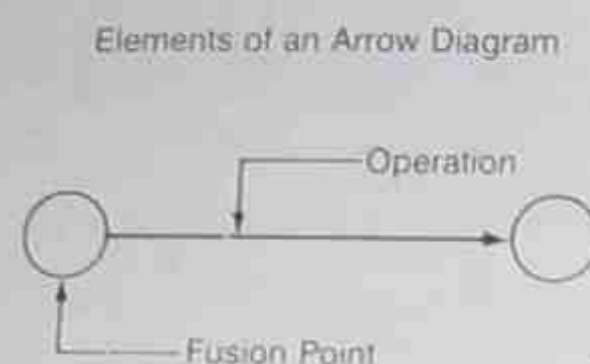 Elements of an Arrow Diagram
Operation
Fusion Point